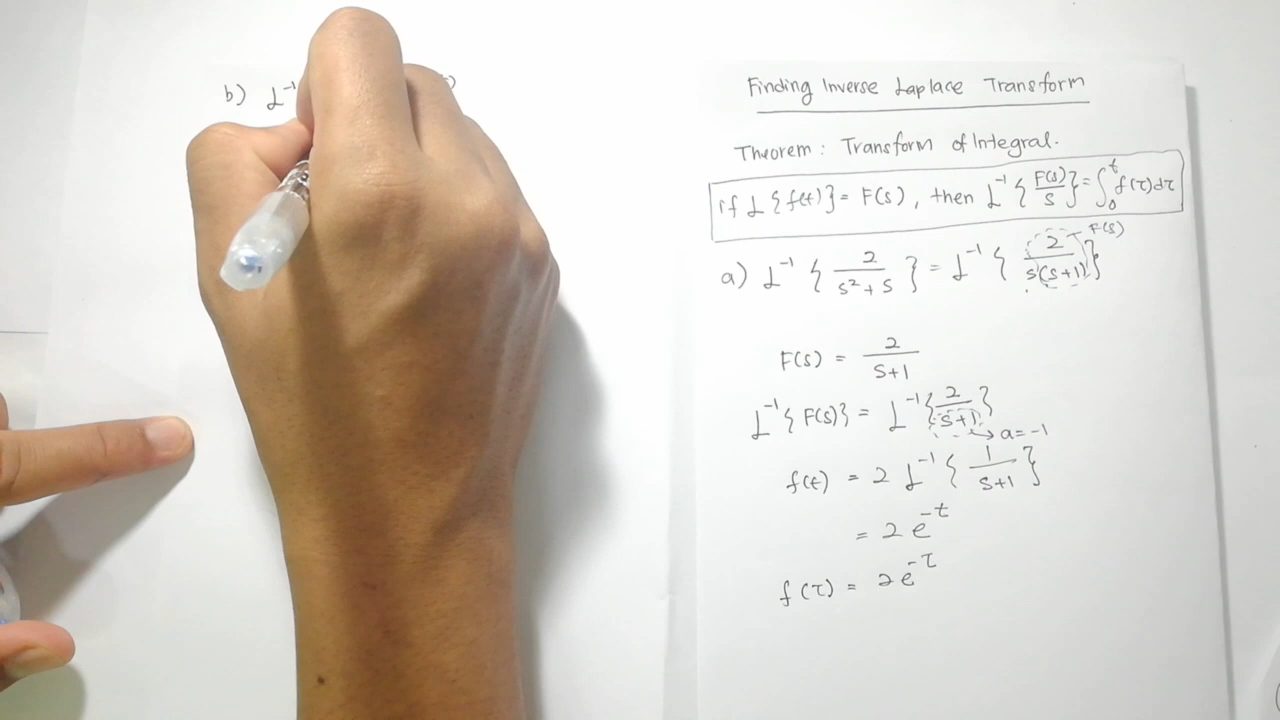 b) L⁻¹
Finding Inverse Laplace Transform
Theorem: Transform of Integral.
if L{f(t)} = F(s), then L⁻¹{F(s)/s} = ∫₀ᵗ f(τ)dτ
a) L⁻¹{2/(s²+s)} = L⁻¹{2/(s(s+1))} → F(s)
F(s) = 2/(s+1)
L⁻¹{F(s)} = L⁻¹{2/(s+1)}
→ a = -1
f(t) = 2 L⁻¹{1/(s+1)}
= 2e^(-t)
f(τ) = 2e^(-τ)